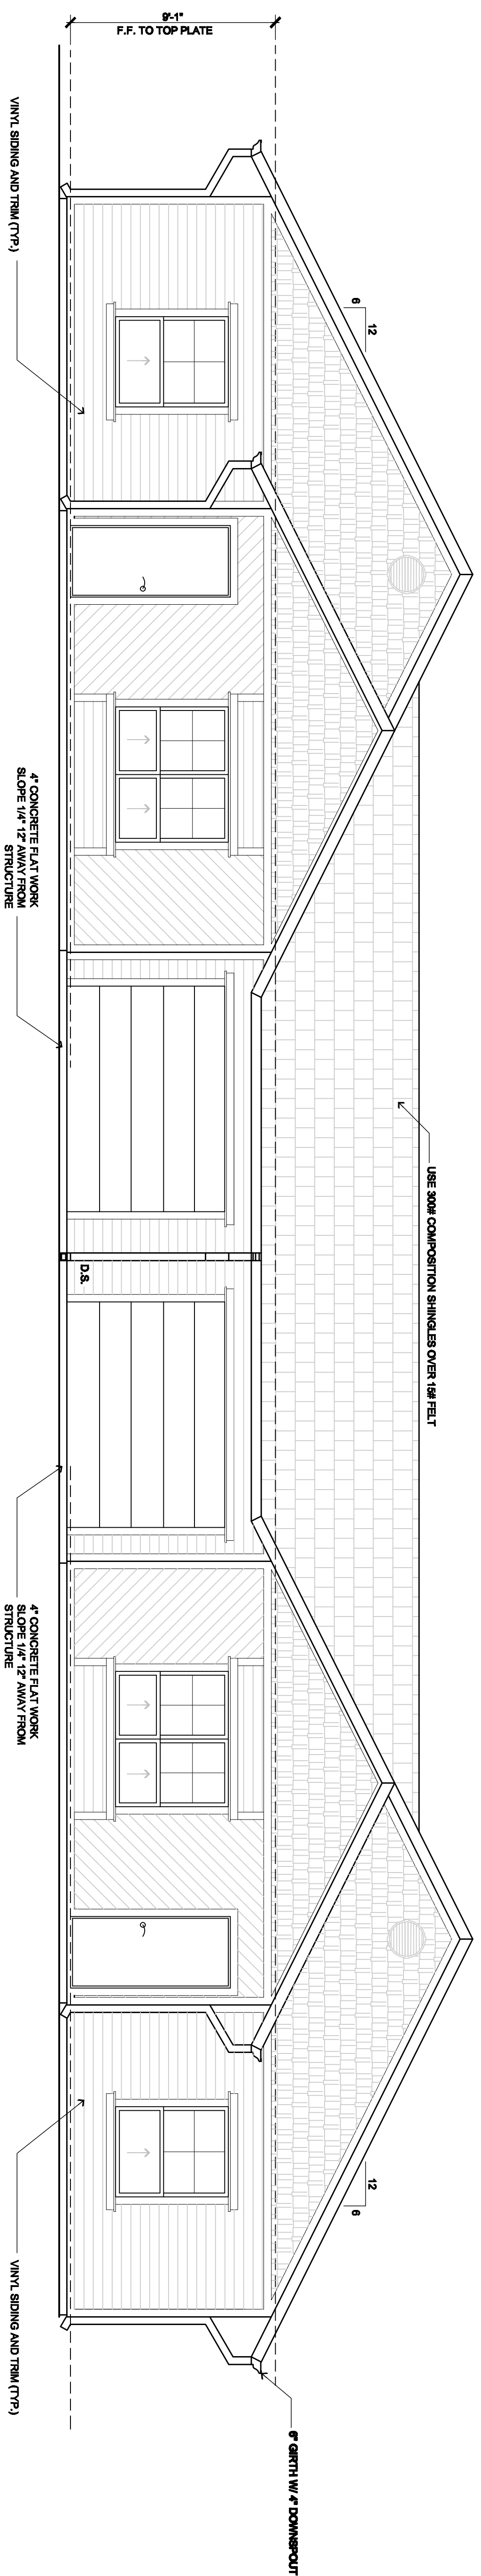 9'-1"
F.F. TO TOP PLATE
12
6
USE 300# COMPOSITION SHINGLES OVER 15# FELT
12
6
6" GIRTH W/ 4" DOWNSPOUT
D.S.
VINYL SIDING AND TRIM (TYP.)
4" CONCRETE FLAT WORK
SLOPE 1/4" 12" AWAY FROM
STRUCTURE
4" CONCRETE FLAT WORK
SLOPE 1/4" 12" AWAY FROM
STRUCTURE
VINYL SIDING AND TRIM (TYP.)